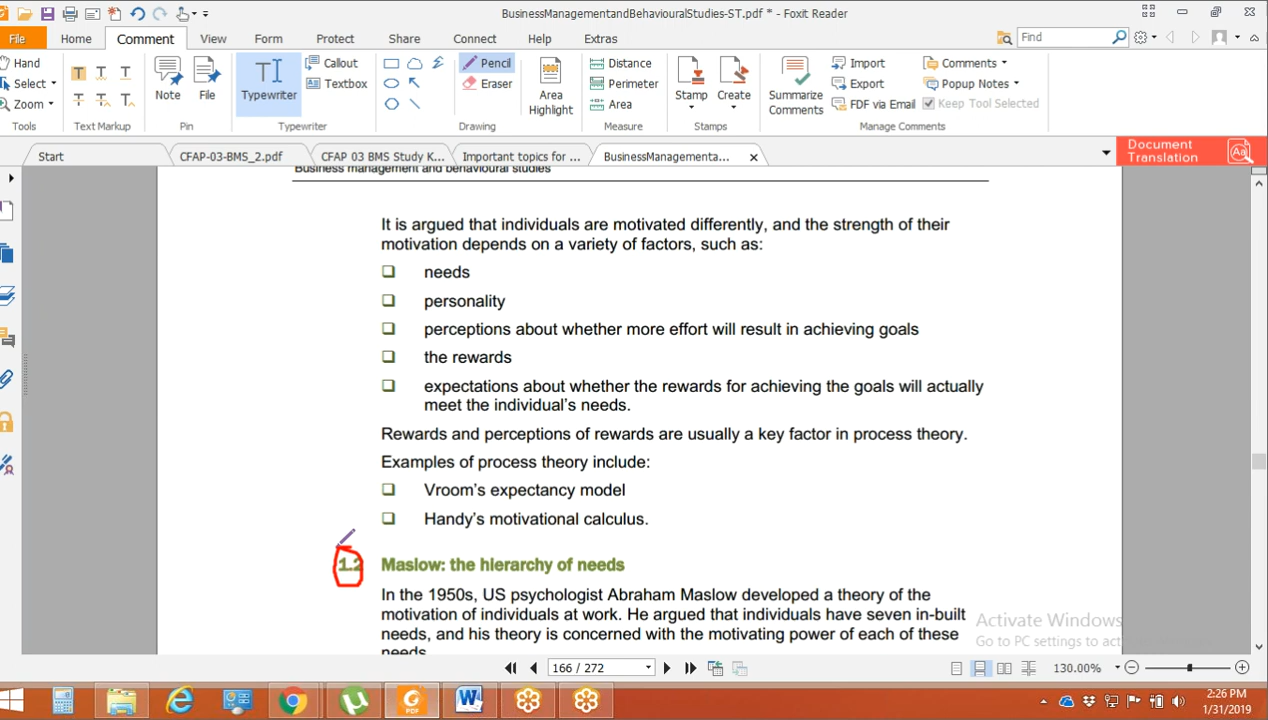 BusinessManagementandBehaviouralStudies-ST.pdf * - Foxit Reader
File Home Comment View Form Protect Share Connect Help Extras Find
Hand
Select
Zoom
Tools
T T T
T T T
Text Markup
Note
File
Pin
Typewriter
Callout
Textbox
Typewriter
Pencil
Eraser
Drawing
Area
Highlight
Distance
Perimeter
Area
Measure
Stamp
Create
Stamps
Summarize
Comments
Import
Export
FDF via Email
Comments
Popup Notes
Keep Tool Selected
Manage Comments
Start CFAP-03-BMS_2.pdf CFAP 03 BMS Study K... Important topics for ... BusinessManagementa...
Document
Translation
Business management and behavioural studies
It is argued that individuals are motivated differently, and the strength of their
motivation depends on a variety of factors, such as:
needs
personality
perceptions about whether more effort will result in achieving goals
the rewards
expectations about whether the rewards for achieving the goals will actually
meet the individual's needs.
Rewards and perceptions of rewards are usually a key factor in process theory.
Examples of process theory include:
Vroom's expectancy model
Handy's motivational calculus.
1.2 Maslow: the hierarchy of needs
In the 1950s, US psychologist Abraham Maslow developed a theory of the
motivation of individuals at work. He argued that individuals have seven in-built
needs, and his theory is concerned with the motivating power of each of these
needs.
Activate Windows
Go to PC settings to
166 / 272
130.00%
2:26 PM
1/31/2019